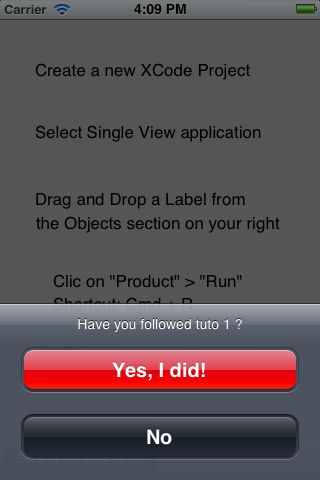 Carrier 4:09 PM
Create a new XCode Project
Select Single View application
Drag and Drop a Label from
the Objects section on your right
Clic on "Product" > "Run"
Shortcut: Cmd + R
Have you followed tuto 1 ?
Yes, I did!
No